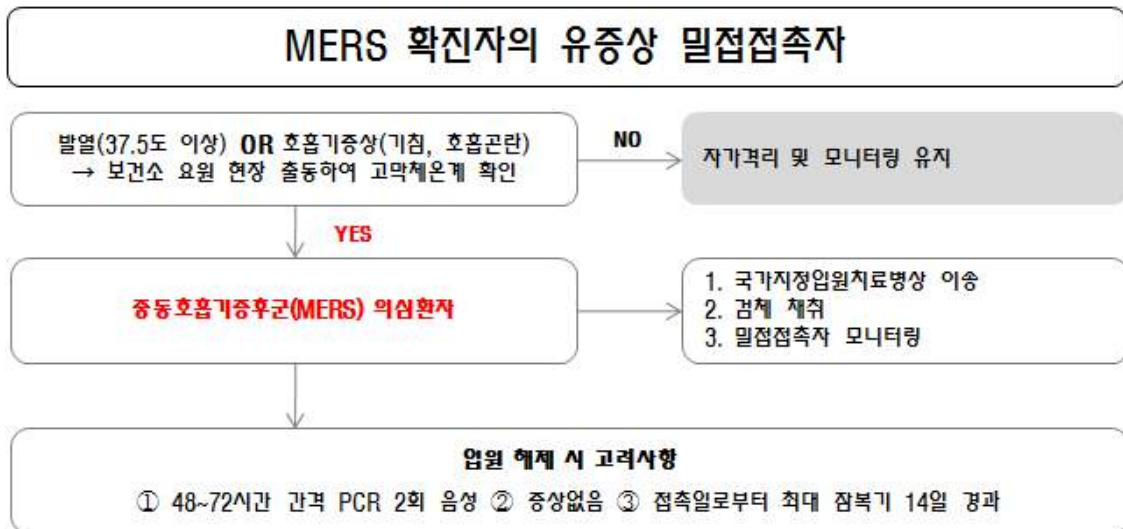 MERS 확진자의 유증상 밀접접촉자
발열(37.5도 이상) OR 호흡기증상(기침, 호흡곤란)
→ 보건소 요원 현장 출동하여 고막체온계 확인
NO
자가격리 및 모니터링 유지
YES
중동호흡기증후군(MERS) 의심환자
1. 국가지정입원치료병상 이송
2. 검체 채취
3. 밀접접촉자 모니터링
입원 해제 시 고려사항
① 48~72시간 간격 PCR 2회 음성 ② 증상없음 ③ 접촉일로부터 최대 잠복기 14일 경과